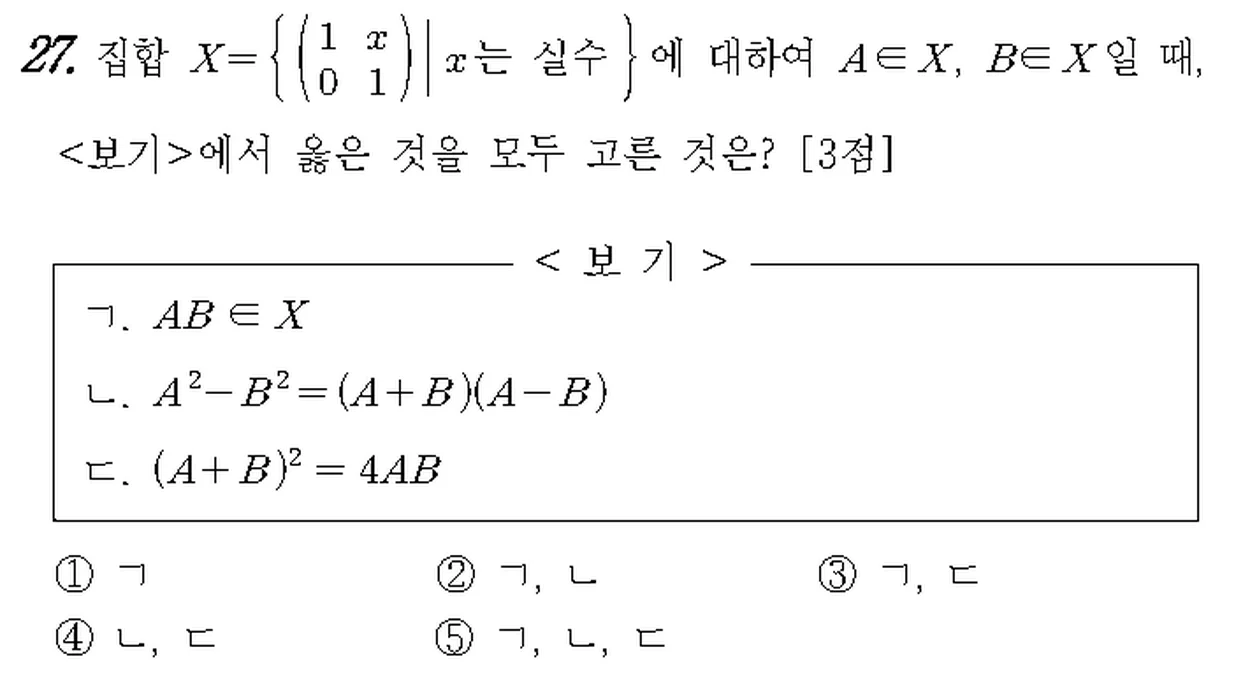 27. 집합 X={(1 x 0 1)| x는 실수}에 대하여 A∈X, B∈X일 때,
<보기>에서 옳은 것을 모두 고른 것은? [3점]
< 보 기 >
ㄱ. AB ∈ X
ㄴ. A²−B²=(A+B)(A−B)
ㄷ. (A+B)² = 4AB
① ㄱ ② ㄱ, ㄴ ③ ㄱ, ㄷ
④ ㄴ, ㄷ ⑤ ㄱ, ㄴ, ㄷ